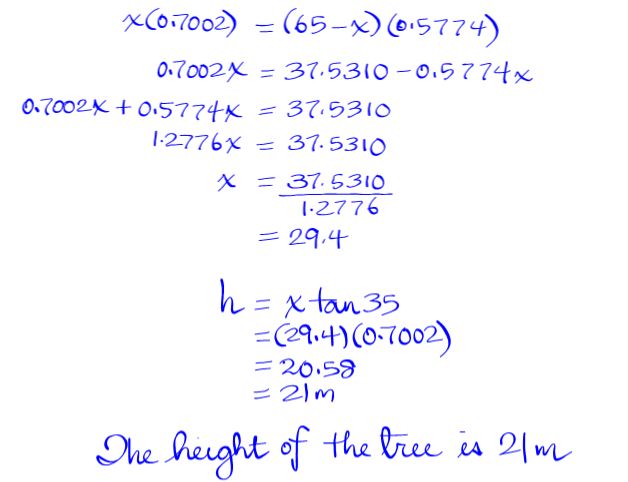 x(0.7002) = (65-x)(0.5774)
0.7002x = 37.5310-0.5774x
0.7002x + 0.5774x = 37.5310
1.2776x = 37.5310
x = 37.5310
1.2776
= 29.4
h = x tan 35
=(29.4)(0.7002)
= 20.58
= 21m
The height of the tree is 21m